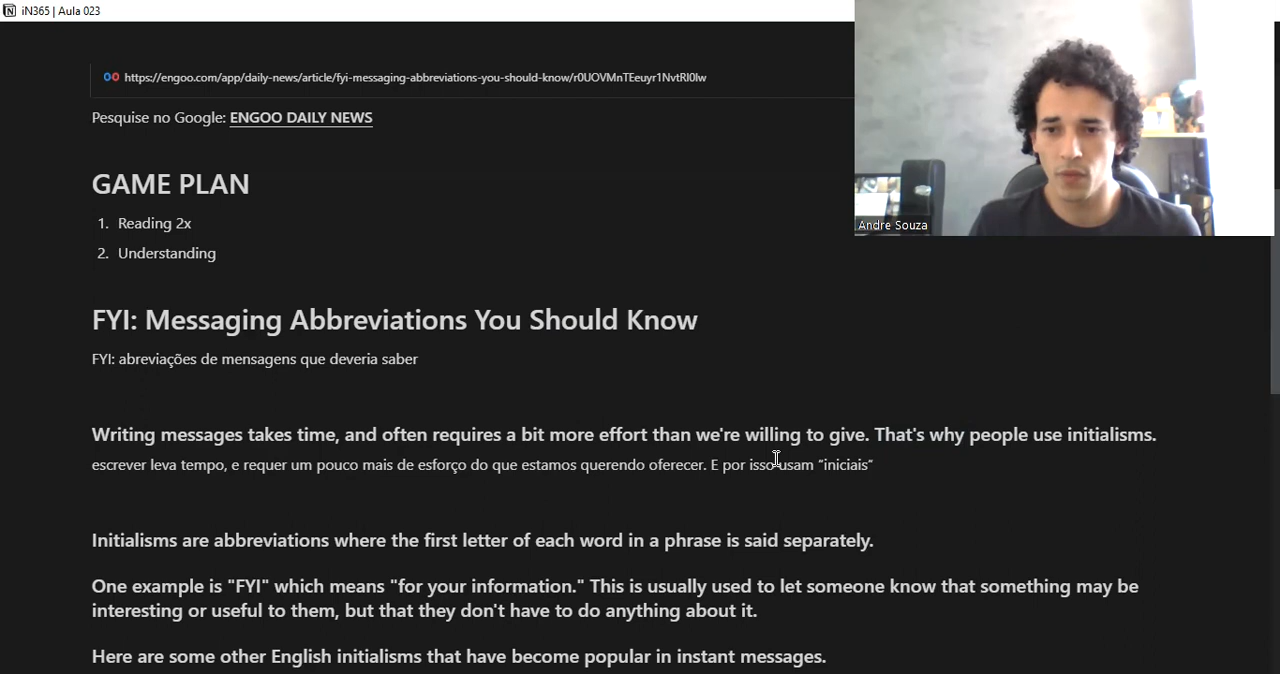 iN365 | Aula 023
https://engoo.com/app/daily-news/article/fyi-messaging-abbreviations-you-should-know/r0UOVMnTEeuyr1NvtRl0lw
Pesquise no Google: ENGOO DAILY NEWS
GAME PLAN
1. Reading 2x
2. Understanding
Andre Souza
FYI: Messaging Abbreviations You Should Know
FYI: abreviações de mensagens que deveria saber
Writing messages takes time, and often requires a bit more effort than we're willing to give. That's why people use initialisms.
escrever leva tempo, e requer um pouco mais de esforço do que estamos querendo oferecer. E por isso usam “iniciais”
Initialisms are abbreviations where the first letter of each word in a phrase is said separately.
One example is "FYI" which means "for your information." This is usually used to let someone know that something may be
interesting or useful to them, but that they don't have to do anything about it.
Here are some other English initialisms that have become popular in instant messages.